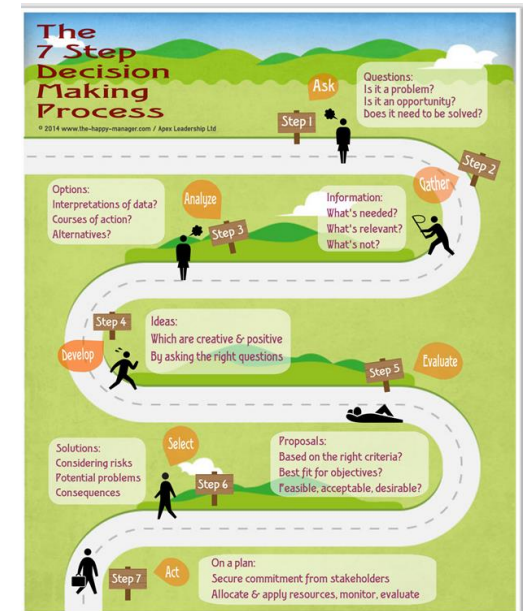 The
7 Step
Decision
Making
Process
© 2014 www.the-happy-manager.com / Apex Leadership Ltd
Ask
Questions:
Is it a problem?
Is it an opportunity?
Does it need to be solved?
Step 1
Step 2
Gather
Information:
What's needed?
What's relevant?
What's not?
Options:
Interpretations of data?
Courses of action?
Alternatives?
Analyze
Step 3
Step 4
Develop
Ideas:
Which are creative & positive
By asking the right questions
Step 5
Evaluate
Proposals:
Based on the right criteria?
Best fit for objectives?
Feasible, acceptable, desirable?
Solutions:
Considering risks
Potential problems
Consequences
Select
Step 6
Step 7
Act
On a plan:
Secure commitment from stakeholders
Allocate & apply resources, monitor, evaluate